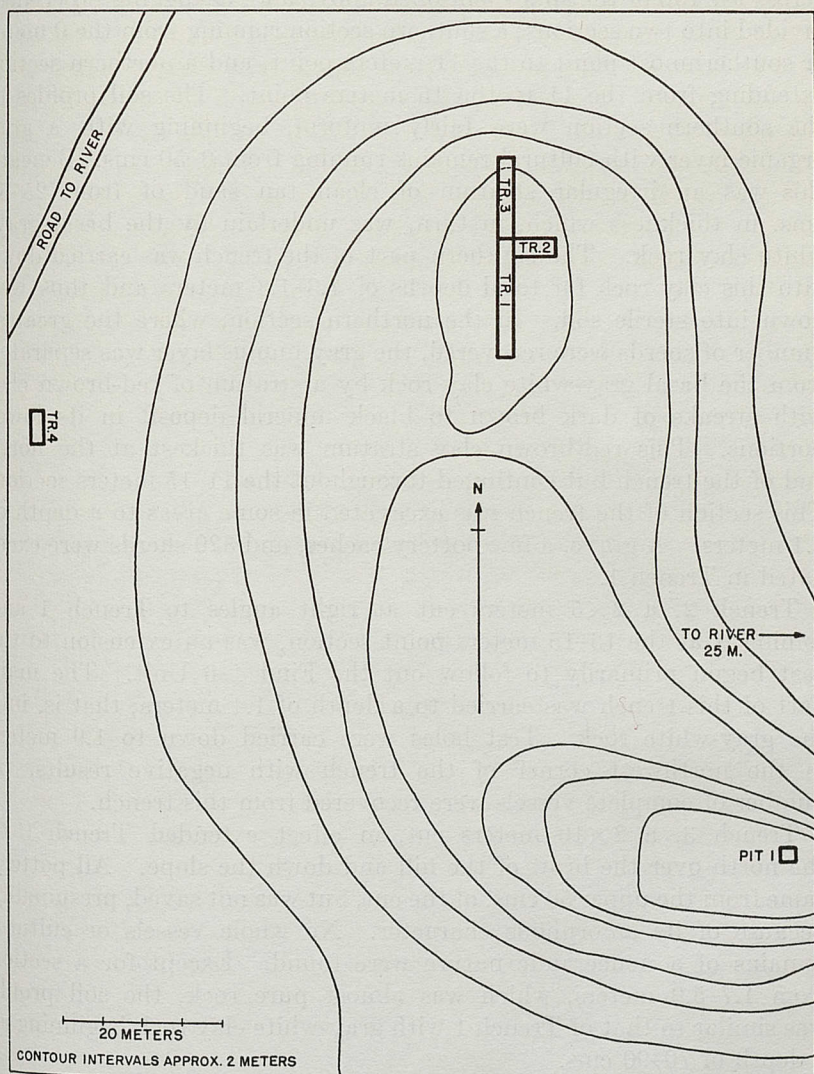 ROAD TO RIVER
TR.3
TR.2
TR.
TR.4
N
TO RIVER
25 M.
PIT I
20 METERS
CONTOUR INTERVALS APPROX. 2 METERS